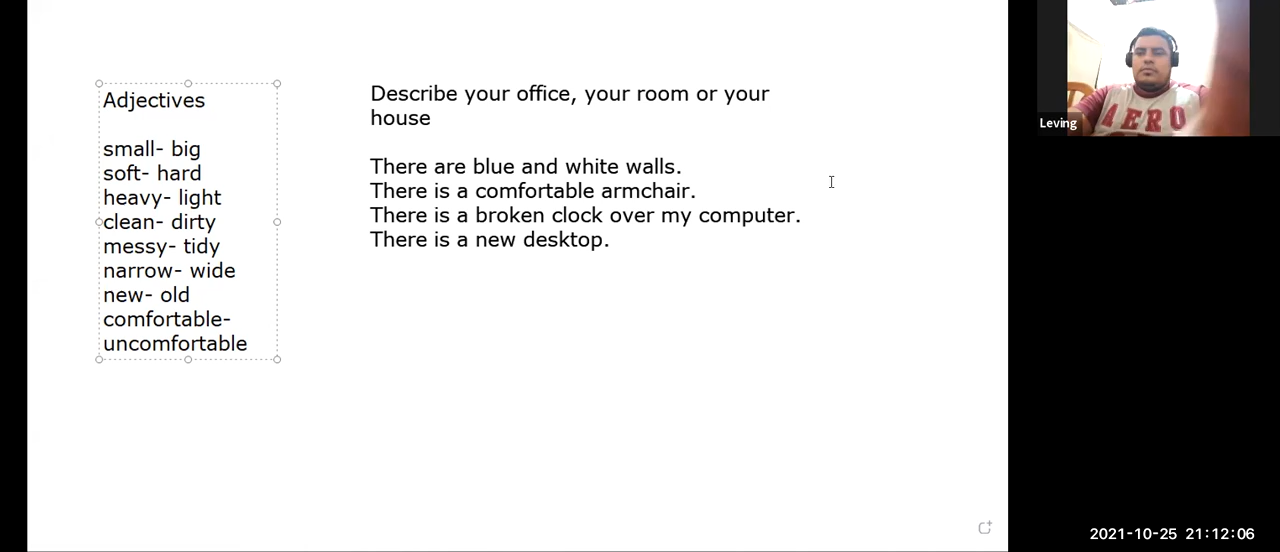 Adjectives
small- big
soft- hard
heavy- light
clean- dirty
messy- tidy
narrow- wide
new- old
comfortable-
uncomfortable
Describe your office, your room or your
house
There are blue and white walls.
There is a comfortable armchair.
There is a broken clock over my computer.
There is a new desktop.
AERO
Leving
2021-10-25 21:12:06